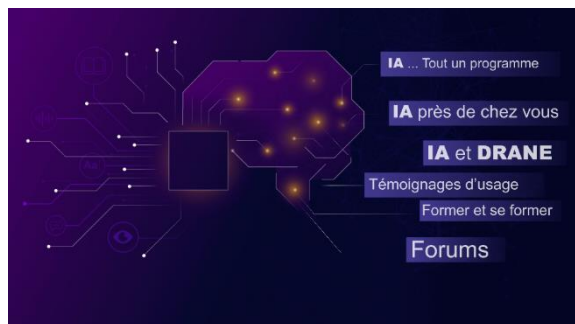 IA ... Tout un programme
IA près de chez vous
IA et DRANE
Témoignages d'usage
Former et se former
Forums
Aa